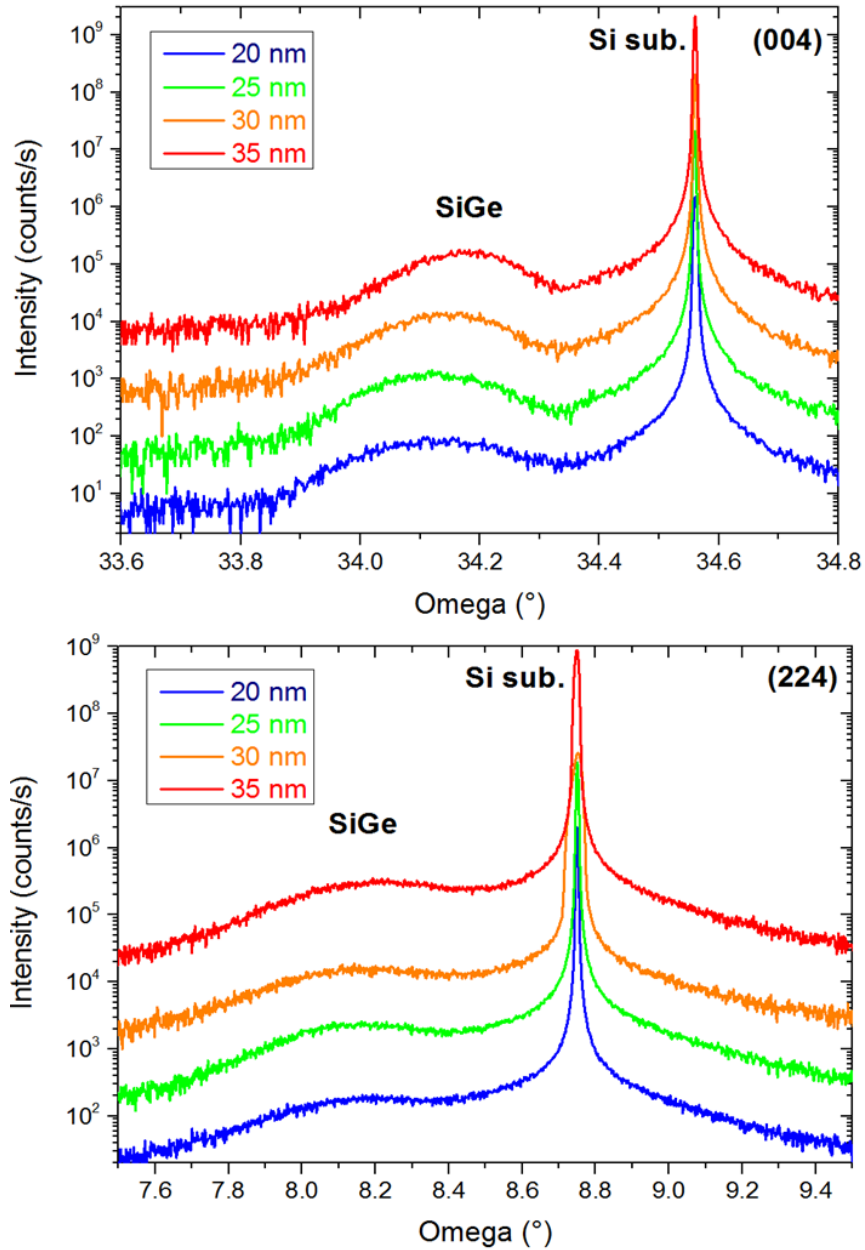 Si sub. (004)
20 nm
25 nm
30 nm
35 nm
SiGe
Intensity (counts/s)
10⁹
10⁸
10⁷
10⁶
10⁵
10⁴
10³
10²
10¹
33.6 33.8 34.0 34.2 34.4 34.6 34.8
Omega (°)
Si sub. (224)
20 nm
25 nm
30 nm
35 nm
SiGe
Intensity (counts/s)
10⁹
10⁸
10⁷
10⁶
10⁵
10⁴
10³
10²
7.6 7.8 8.0 8.2 8.4 8.6 8.8 9.0 9.2 9.4
Omega (°)